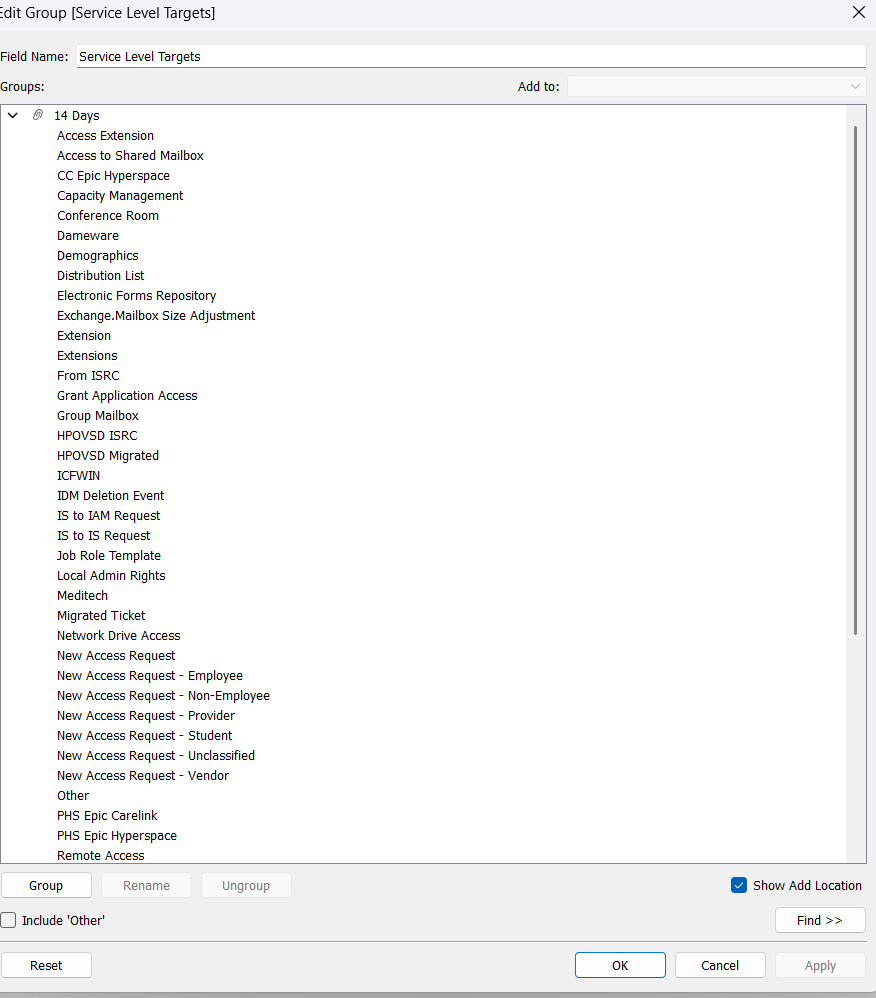 Edit Group [Service Level Targets]
Field Name: Service Level Targets
Groups: Add to:
14 Days
Access Extension
Access to Shared Mailbox
CC Epic Hyperspace
Capacity Management
Conference Room
Dameware
Demographics
Distribution List
Electronic Forms Repository
Exchange.Mailbox Size Adjustment
Extension
Extensions
From ISRC
Grant Application Access
Group Mailbox
HPOVSD ISRC
HPOVSD Migrated
ICFWIN
IDM Deletion Event
IS to IAM Request
IS to IS Request
Job Role Template
Local Admin Rights
Meditech
Migrated Ticket
Network Drive Access
New Access Request
New Access Request - Employee
New Access Request - Non-Employee
New Access Request - Provider
New Access Request - Student
New Access Request - Unclassified
New Access Request - Vendor
Other
PHS Epic Carelink
PHS Epic Hyperspace
Remote Access
Group Rename Ungroup Show Add Location
Include 'Other' Find >>
Reset OK Cancel Apply